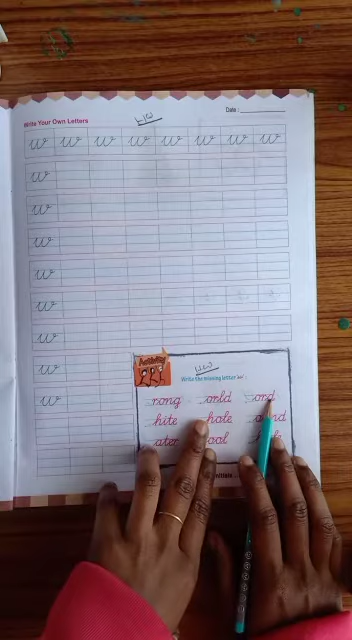 Write Your Own Letters
H/W
Date :
w w w w w w w w
w
w
w
w
w
w
w
w
Activity
H/W
Write the missing letter 'w' :
rong orld ord
hite hole
ater ool